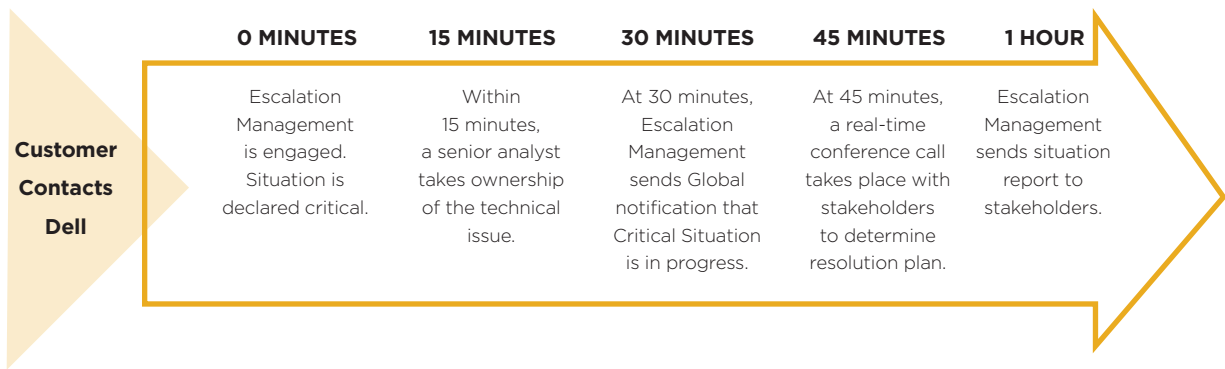 Customer
Contacts
Dell
0 MINUTES
Escalation
Management
is engaged.
Situation is
declared critical.
15 MINUTES
Within
15 minutes,
a senior analyst
takes ownership
of the technical
issue.
30 MINUTES
At 30 minutes,
Escalation
Management
sends Global
notification that
Critical Situation
is in progress.
45 MINUTES
At 45 minutes,
a real-time
conference call
takes place with
stakeholders
to determine
resolution plan.
1 HOUR
Escalation
Management
sends situation
report to
stakeholders.